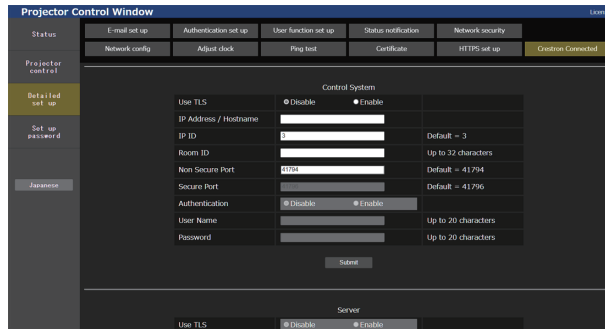 Projector Control Window
Licen
Status
E-mail set up
Authentication set up
User function set up
Status notification
Network security
Network config
Adjust clock
Ping test
Certificate
HTTPS set up
Crestron Connected
Projector
control
Detailed
set up
Set up
password
Japanese
Control System
Use TLS Disable Enable
IP Address / Hostname
IP ID 3 Default = 3
Room ID Up to 32 characters
Non Secure Port 41794 Default = 41794
Secure Port Default = 41796
Authentication Disable Enable
User Name Up to 20 characters
Password Up to 20 characters
Submit
Server
Use TLS Disable Enable